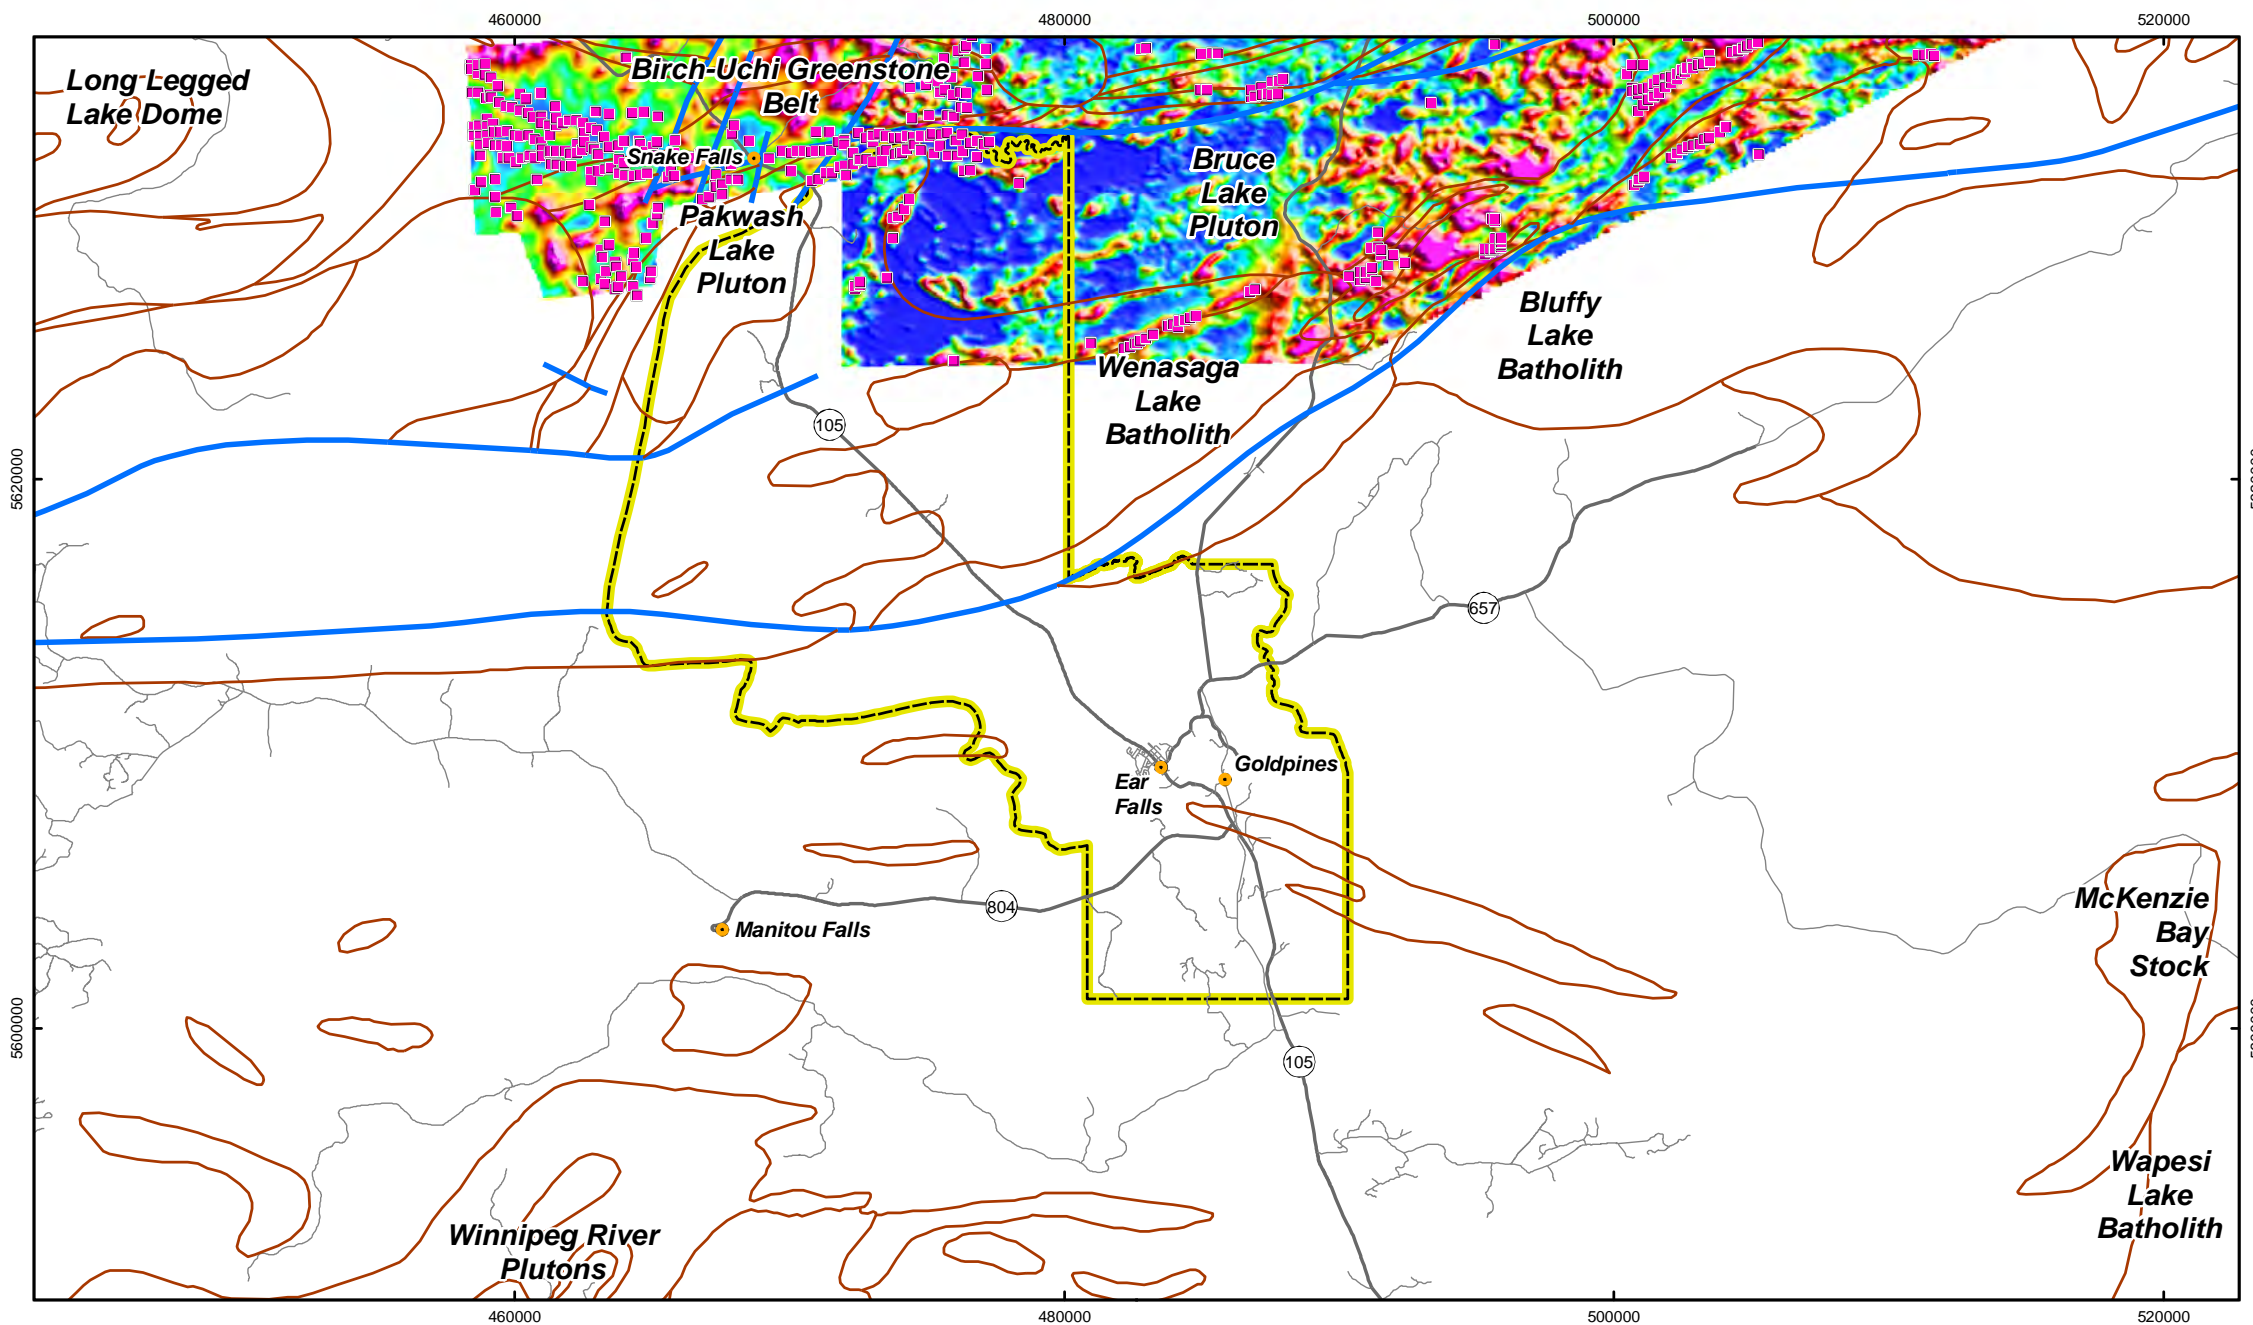 460000
480000
500000
520000
Long Legged
Lake Dome
Birch-Uchi Greenstone
Belt
Snake Falls
Bruce
Lake
Pluton
Pakwash
Lake
Pluton
Bluffy
Lake
Batholith
Wenasaga
Lake
Batholith
105
5620000
657
Goldpines
Ear
Falls
McKenzie
Bay
Stock
804
Manitou Falls
5600000
105
Wapesi
Lake
Batholith
Winnipeg River
Plutons
460000
480000
500000
520000